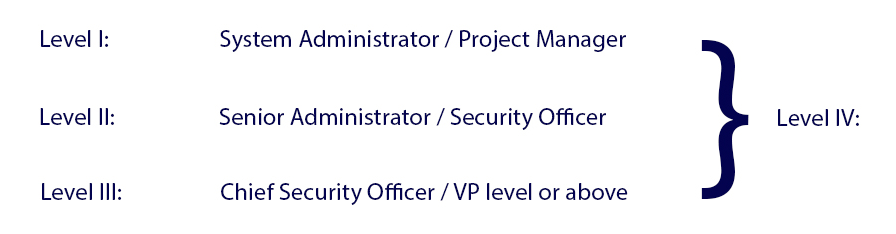 Level I: System Administrator / Project Manager
Level II: Senior Administrator / Security Officer
Level IV:
Level III: Chief Security Officer / VP level or above